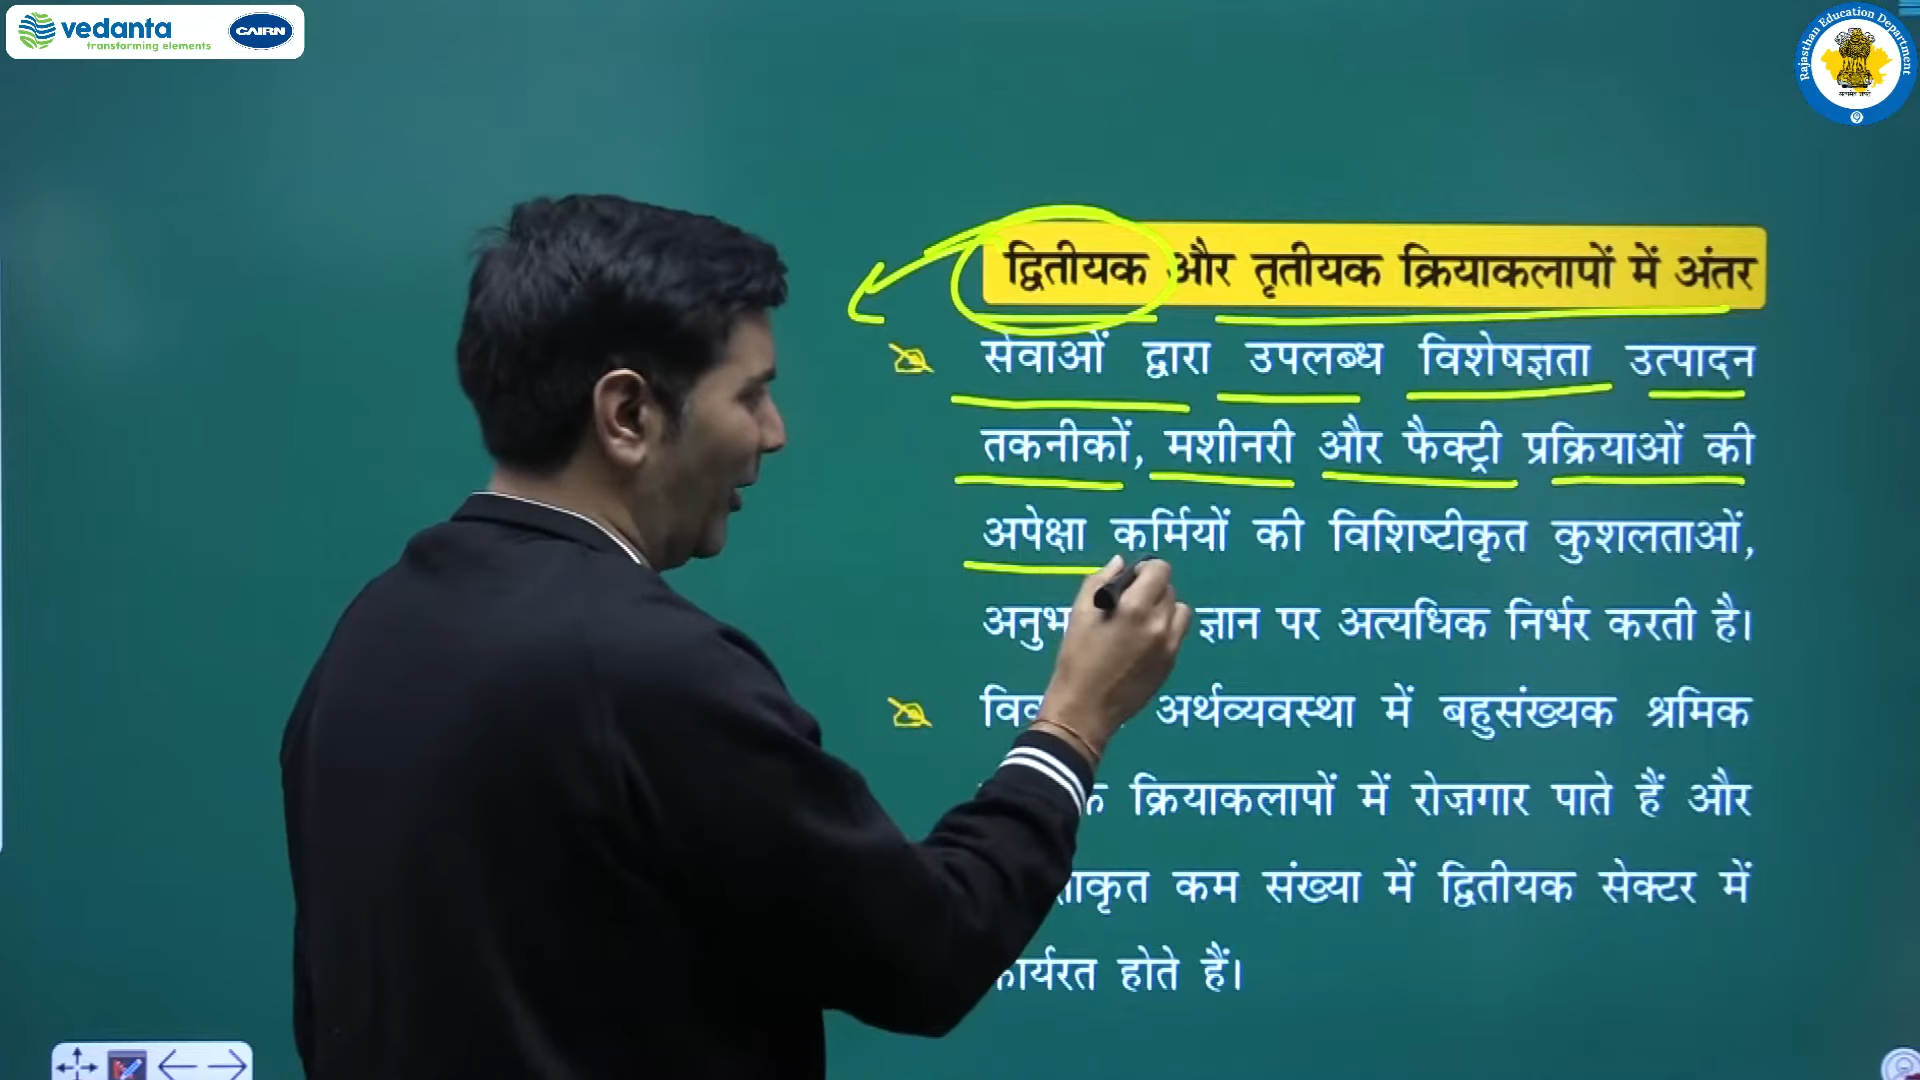 vedanta
transforming elements
CAIRN
Rajasthan Education Department
द्वितीयक और तृतीयक क्रियाकलापों में अंतर
सेवाओं द्वारा उपलब्ध विशेषज्ञता उत्पादन
तकनीकों, मशीनरी और फैक्ट्री प्रक्रियाओं की
अपेक्षा कर्मियों की विशिष्टीकृत कुशलताओं,
ज्ञान पर अत्यधिक निर्भर करती है।
अर्थव्यवस्था में बहुसंख्यक श्रमिक
क्रियाकलापों में रोज़गार पाते हैं और
कम संख्या में द्वितीयक सेक्टर में
कार्यरत होते हैं।